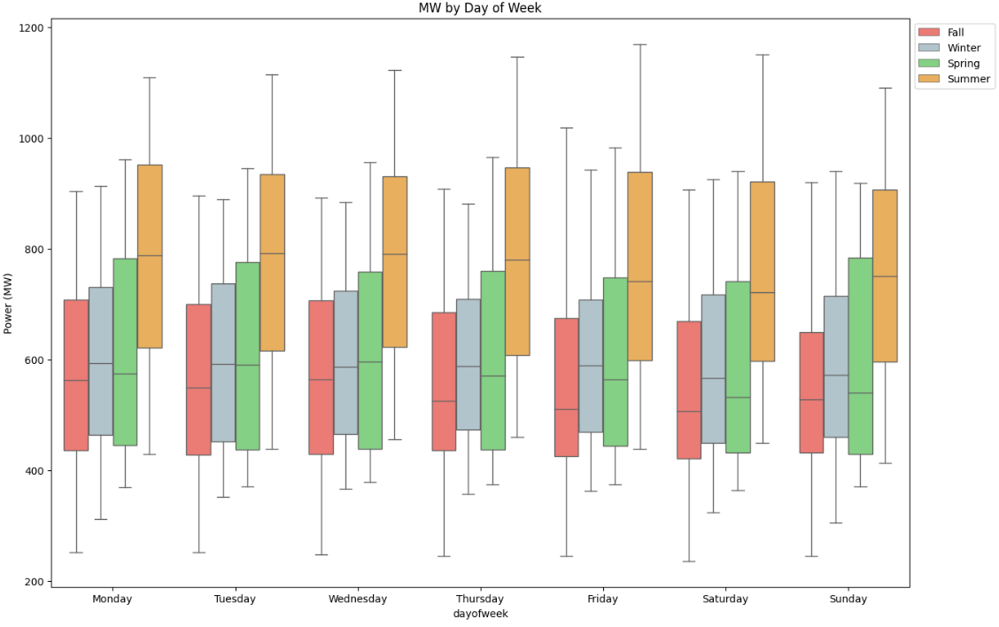 MW by Day of Week
Fall
Winter
Spring
Summer
Power (MW)
1200
1000
800
600
400
200
Monday
Tuesday
Wednesday
Thursday
Friday
Saturday
Sunday
dayofweek